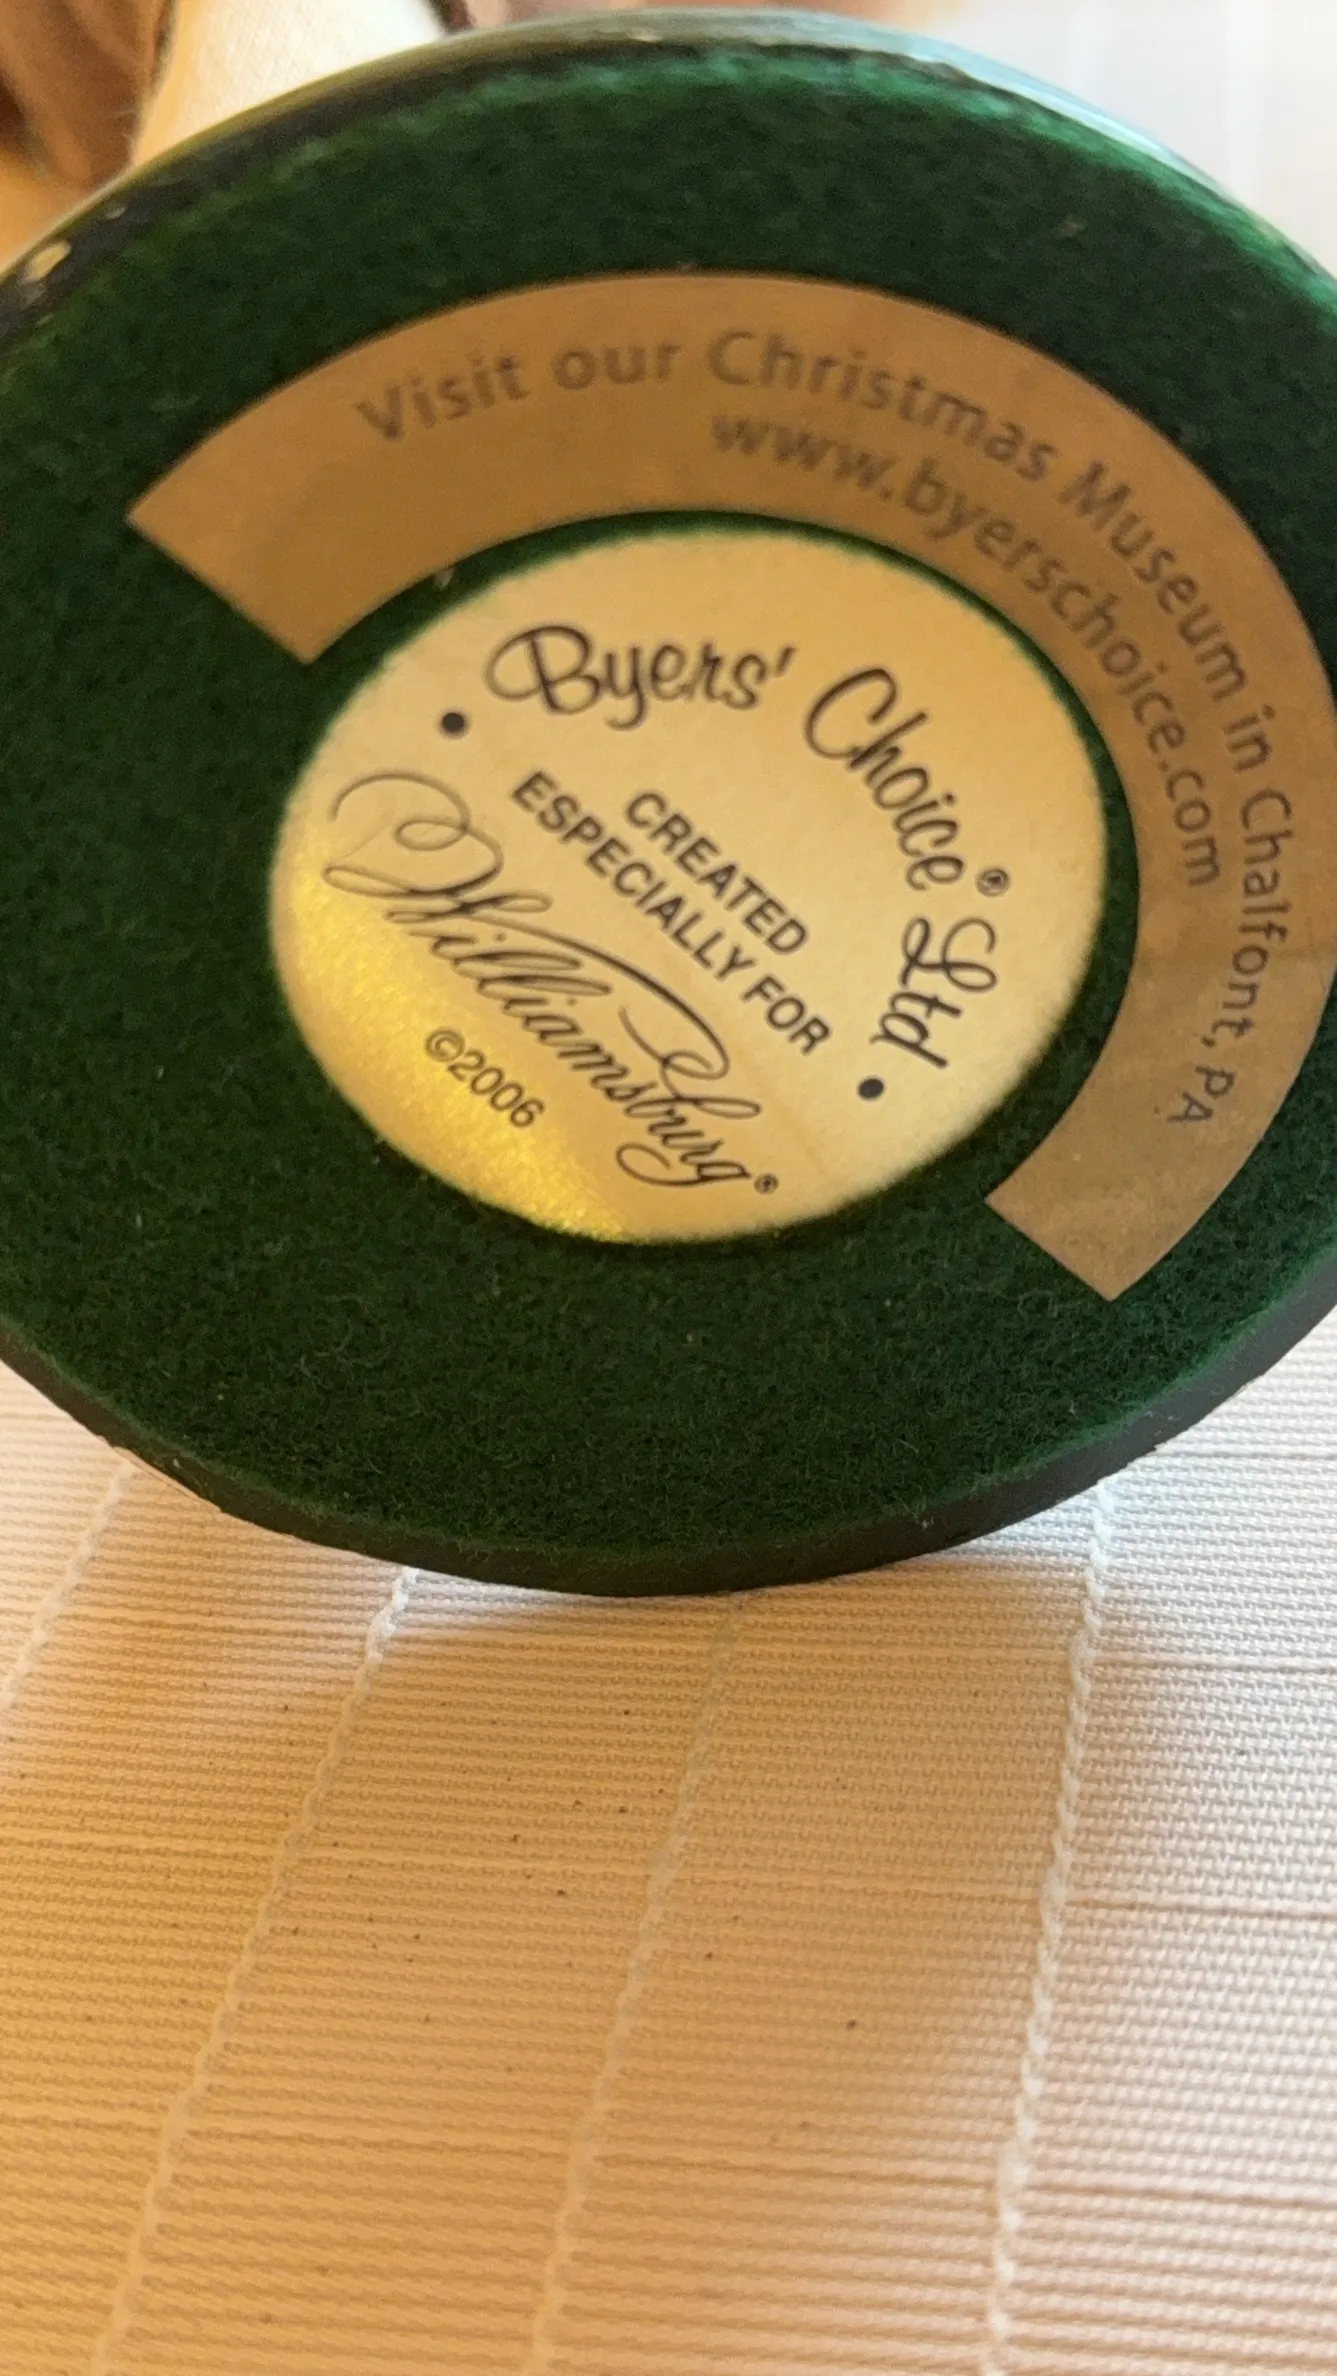 Visit our Christmas Museum in Chalfont, PA
www.byerschoice.com
Byers' Choice® Ltd
CREATED
ESPECIALLY FOR
Williamsburg®
©2006